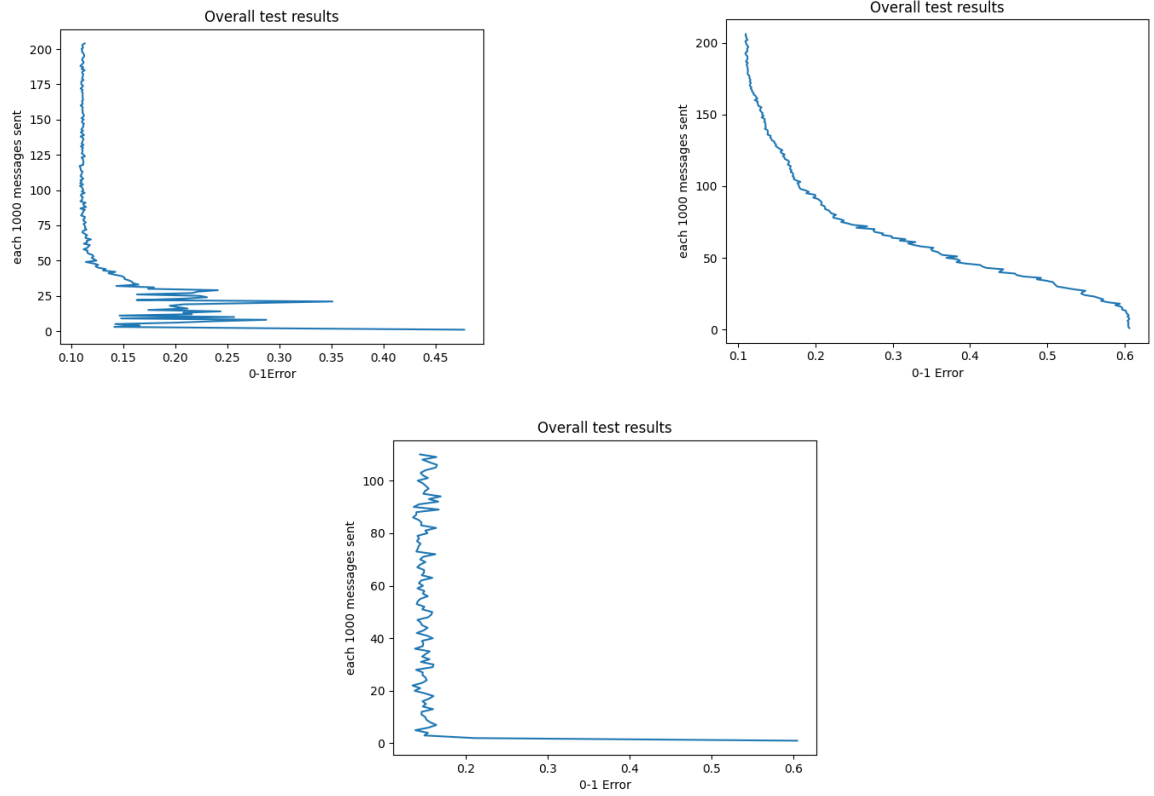 Overall test results
200
175
150
125
100
75
50
25
0
each 1000 messages sent
0.10 0.15 0.20 0.25 0.30 0.35 0.40 0.45
0-1Error
Overall test results
200
150
100
50
0
each 1000 messages sent
0.1 0.2 0.3 0.4 0.5 0.6
0-1 Error
Overall test results
100
80
60
40
20
0
each 1000 messages sent
0.2 0.3 0.4 0.5 0.6
0-1 Error